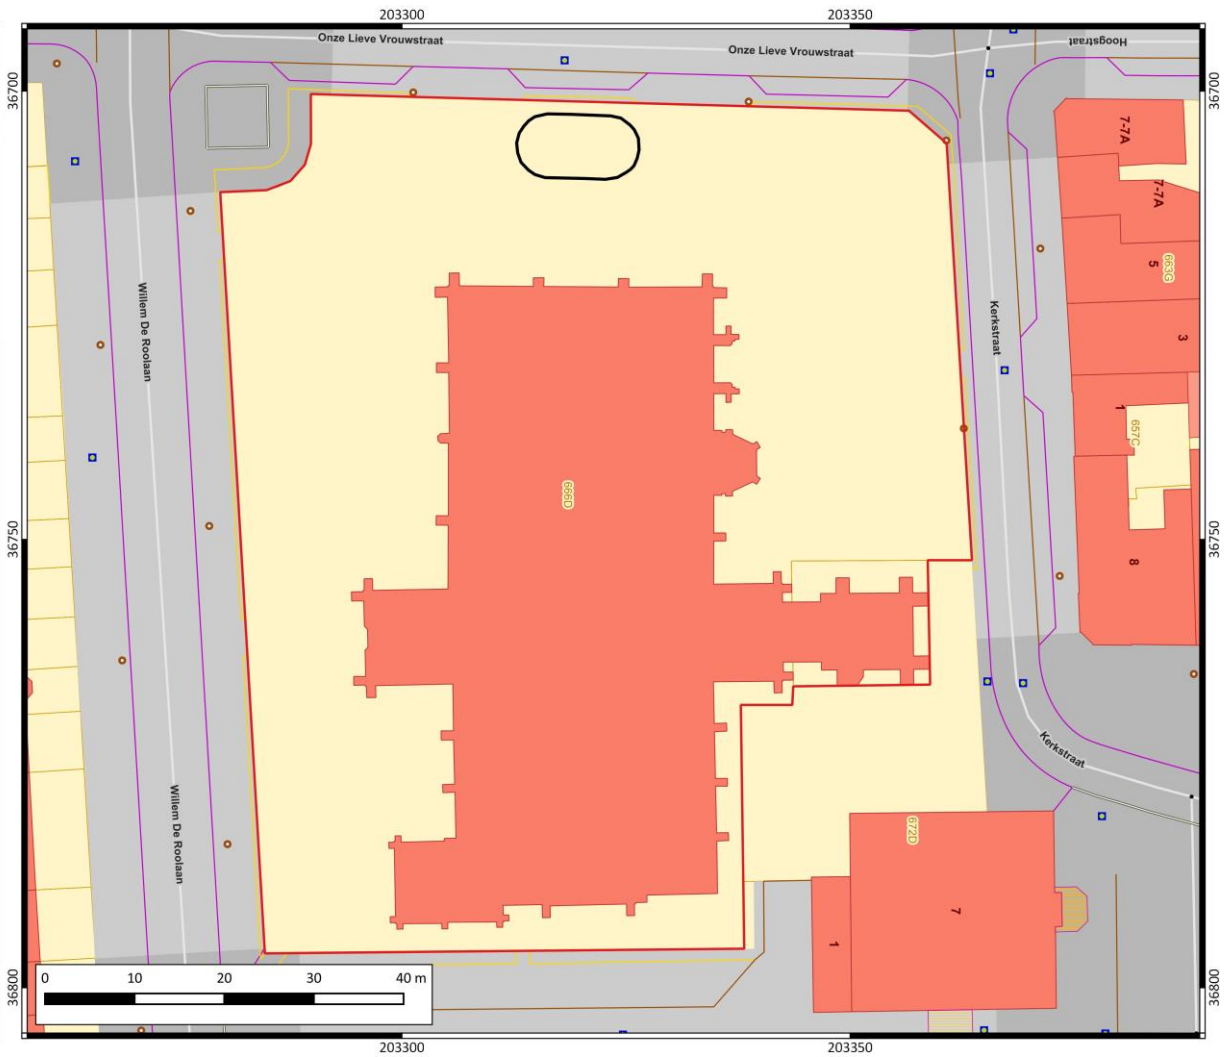 203300
203350
36700
36700
36750
36750
36800
36800
Onze Lieve Vrouwstraat
Onze Lieve Vrouwstraat
Hoogstraat
7-7A
7-7A
5
663G
3
1
657C
8
Willem De Roolaan
Kerkstraat
666D
Kerkstraat
Willem De Roolaan
672D
7
1
0 10 20 30 40 m
203300
203350